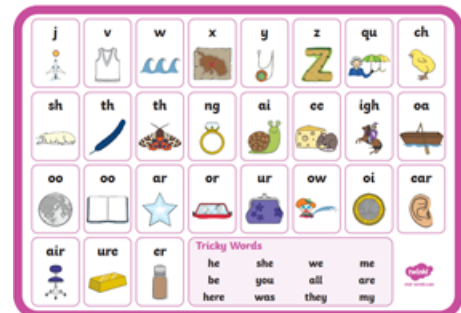 j v w x y z qu ch
sh th th ng ai ee igh oa
oo oo ar or ur ow oi ear
air ure er
Tricky Words
he she we me
be you all are
here was they my
twinkl